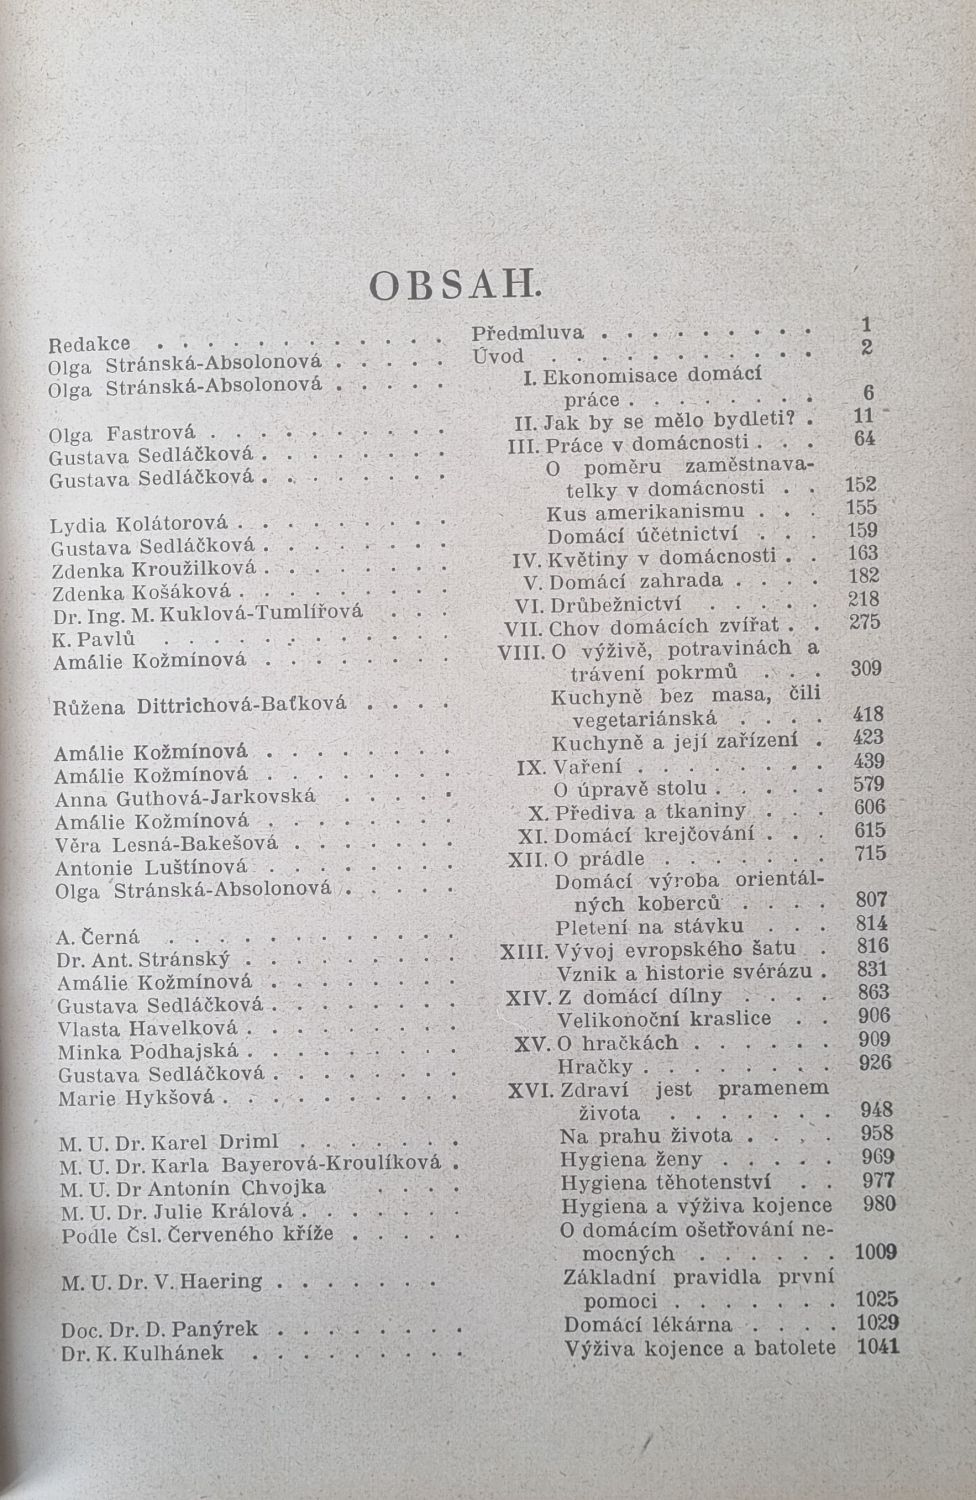 OBSAH.
Redakce . . . . . . . . . . . . Předmluva . . . . . . . . . 1
Olga Stránská-Absolonová . . . . . Úvod . . . . . . . . . . . 2
Olga Stránská-Absolonová . . . . . I. Ekonomisace domácí
práce . . . . . . . . 6
Olga Fastrová . . . . . . . . . . II. Jak by se mělo bydleti? . 11
Gustava Sedláčková . . . . . . . . III. Práce v domácnosti . . . 64
Gustava Sedláčková . . . . . . . . O poměru zaměstnava-
telky v domácnosti . . 152
Lydia Kolátorová . . . . . . . . . Kus amerikanismu . . . 155
Gustava Sedláčková . . . . . . . . Domácí účetnictví . . . 159
Zdenka Kroužilková . . . . . . . . IV. Květiny v domácnosti . . 163
Zdenka Košáková . . . . . . . . . V. Domácí zahrada . . . . 182
Dr. Ing. M. Kuklová-Tumlířová . . . VI. Drůbežnictví . . . . . 218
K. Pavlů . . . . . . . . . . . . VII. Chov domácích zvířat . . 275
Amálie Kožmínová . . . . . . . . VIII. O výživě, potravinách a
trávení pokrmů . . . 309
Růžena Dittrichová-Baťková . . . . Kuchyně bez masa, čili
vegetariánská . . . . 418
Amálie Kožmínová . . . . . . . . Kuchyně a její zařízení . 423
Amálie Kožmínová . . . . . . . . IX. Vaření . . . . . . . . 439
Anna Guthová-Jarkovská . . . . . O úpravě stolu . . . . . 579
Amálie Kožmínová . . . . . . . . X. Přediva a tkaniny . . . 606
Věra Lesná-Bakešová . . . . . . . XI. Domácí krejčování . . . 615
Antonie Luštínová . . . . . . . . XII. O prádle . . . . . . . 715
Olga Stránská-Absolonová . . . . . Domácí výroba orientál-
ných koberců . . . . 807
A. Černá . . . . . . . . . . . . Pletení na stávku . . . 814
Dr. Ant. Stránský . . . . . . . . . XIII. Vývoj evropského šatu . 816
Amálie Kožmínová . . . . . . . . Vznik a historie svérázu . 831
Gustava Sedláčková . . . . . . . . XIV. Z domácí dílny . . . . 863
Vlasta Havelková . . . . . . . . . Velikonoční kraslice . . 906
Minka Podhajská . . . . . . . . . XV. O hračkách . . . . . . 909
Gustava Sedláčková . . . . . . . . Hračky . . . . . . . . 926
Marie Hykšová . . . . . . . . . . XVI. Zdraví jest pramenem
života . . . . . . . 948
M. U. Dr. Karel Driml . . . . . . . Na prahu života . . . . 958
M. U. Dr. Karla Bayerová-Kroulíková . Hygiena ženy . . . . . 969
M. U. Dr Antonín Chvojka . . . . Hygiena těhotenství . . 977
M. U. Dr. Julie Králová . . . . . . . Hygiena a výživa kojence 980
Podle Čsl. Červeného kříže . . . . . O domácím ošetřování ne-
mocných . . . . . . 1009
M. U. Dr. V. Haering . . . . . . . Základní pravidla první
pomoci . . . . . . . 1025
Doc. Dr. D. Panýrek . . . . . . . . Domácí lékárna . . . . 1029
Dr. K. Kulhánek . . . . . . . . . Výživa kojence a batolete 1041